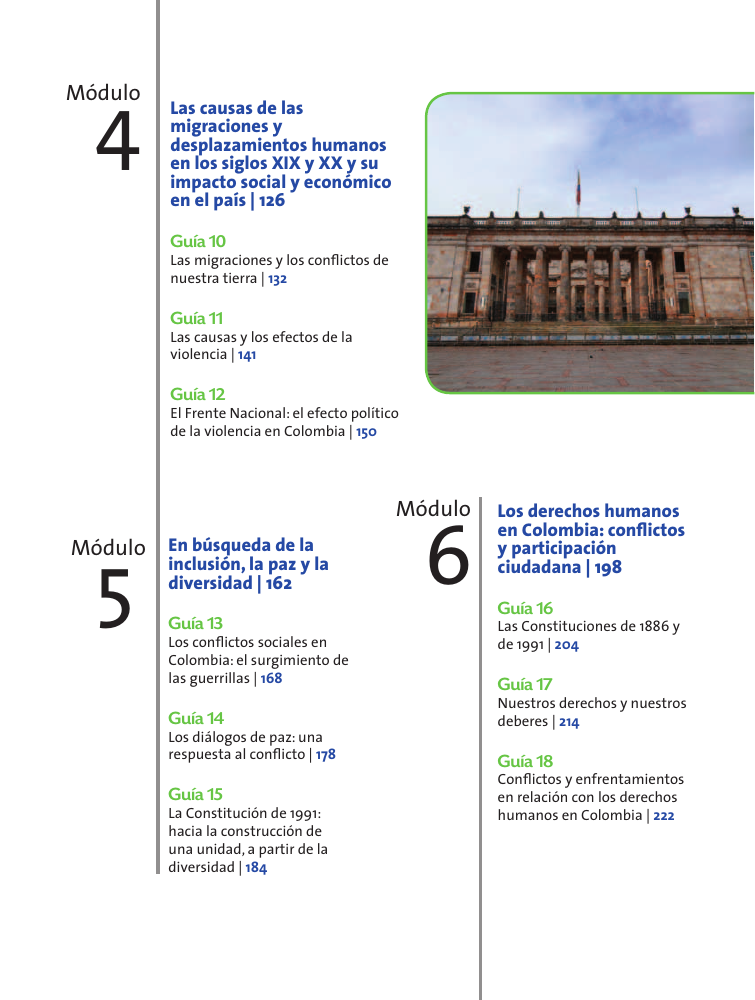 Módulo
4
Las causas de las
migraciones y
desplazamientos humanos
en los siglos XIX y XX y su
impacto social y económico
en el país | 126
Guía 10
Las migraciones y los conflictos de
nuestra tierra | 132
Guía 11
Las causas y los efectos de la
violencia | 141
Guía 12
El Frente Nacional: el efecto político
de la violencia en Colombia | 150
Módulo
5
En búsqueda de la
inclusión, la paz y la
diversidad | 162
Guía 13
Los conflictos sociales en
Colombia: el surgimiento de
las guerrillas | 168
Guía 14
Los diálogos de paz: una
respuesta al conflicto | 178
Guía 15
La Constitución de 1991:
hacia la construcción de
una unidad, a partir de la
diversidad | 184
Módulo
6
Los derechos humanos
en Colombia: conflictos
y participación
ciudadana | 198
Guía 16
Las Constituciones de 1886 y
de 1991 | 204
Guía 17
Nuestros derechos y nuestros
deberes | 214
Guía 18
Conflictos y enfrentamientos
en relación con los derechos
humanos en Colombia | 222